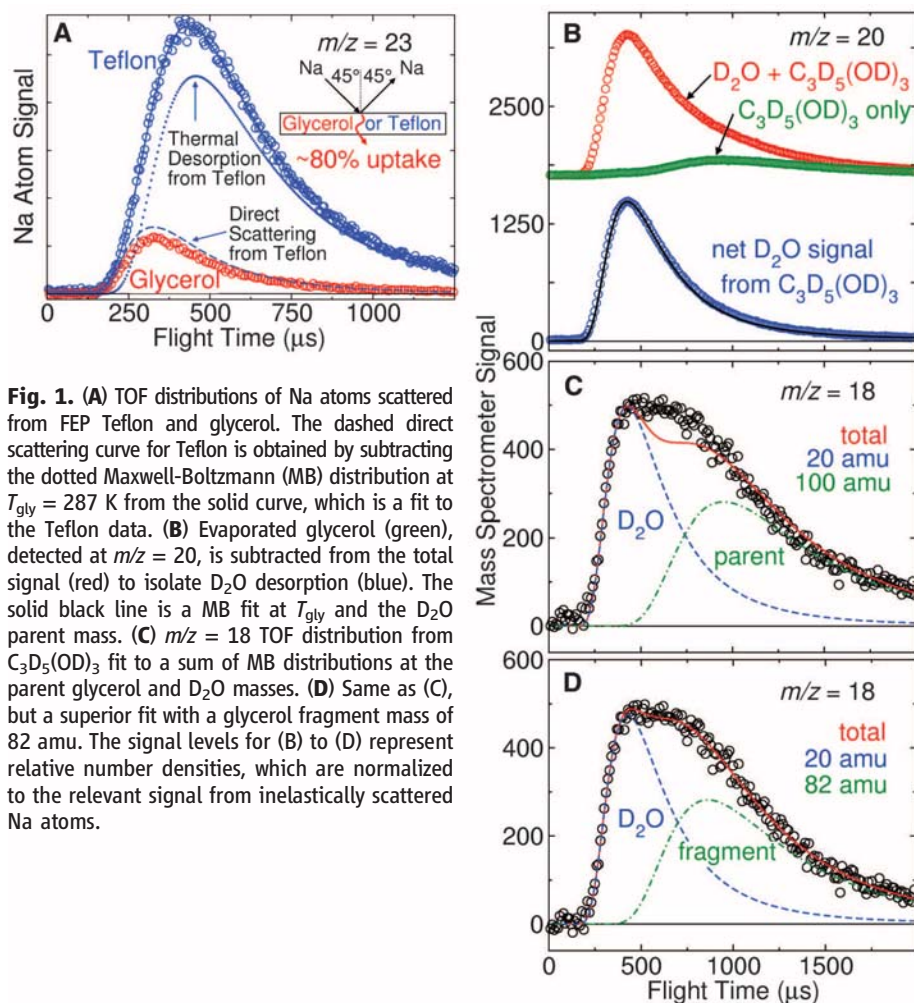 A
m/z = 23
Teflon
Na
45°
45°
Na
Glycerol or Teflon
~80% uptake
Thermal
Desorption
from Teflon
Direct
Scattering
from Teflon
Glycerol
Na Atom Signal
0 250 500 750 1000
Flight Time (μs)
Fig. 1. (A) TOF distributions of Na atoms scattered
from FEP Teflon and glycerol. The dashed direct
scattering curve for Teflon is obtained by subtracting
the dotted Maxwell-Boltzmann (MB) distribution at
Tgly = 287 K from the solid curve, which is a fit to
the Teflon data. (B) Evaporated glycerol (green),
detected at m/z = 20, is subtracted from the total
signal (red) to isolate D2O desorption (blue). The
solid black line is a MB fit at Tgly and the D2O
parent mass. (C) m/z = 18 TOF distribution from
C3D5(OD)3 fit to a sum of MB distributions at the
parent glycerol and D2O masses. (D) Same as (C),
but a superior fit with a glycerol fragment mass of
82 amu. The signal levels for (B) to (D) represent
relative number densities, which are normalized
to the relevant signal from inelastically scattered
Na atoms.
B
m/z = 20
D2O + C3D5(OD)3
C3D5(OD)3 only
2500
1250
0
net D2O signal
from C3D5(OD)3
Mass Spectrometer Signal
C
m/z = 18
total
20 amu
100 amu
600
400
200
0
D2O
parent
D
m/z = 18
total
20 amu
82 amu
600
400
200
0
D2O
fragment
0 500 1000 1500
Flight Time (μs)